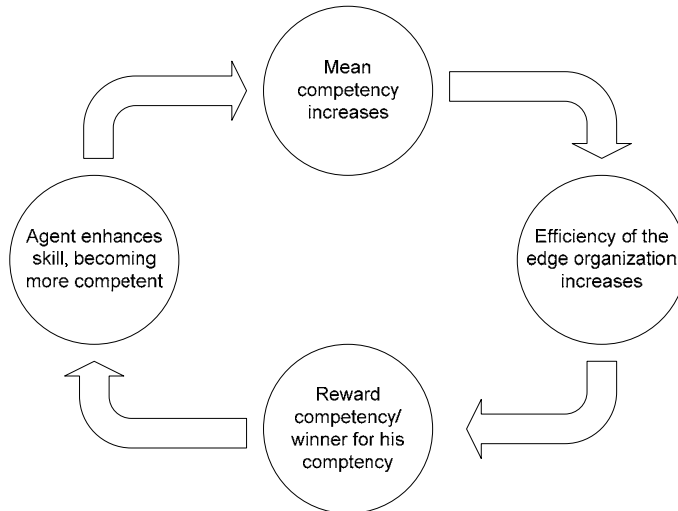 Mean
competency
increases
Efficiency of the
edge organization
increases
Reward
competency/
winner for his
comptency
Agent enhances
skill, becoming
more competent